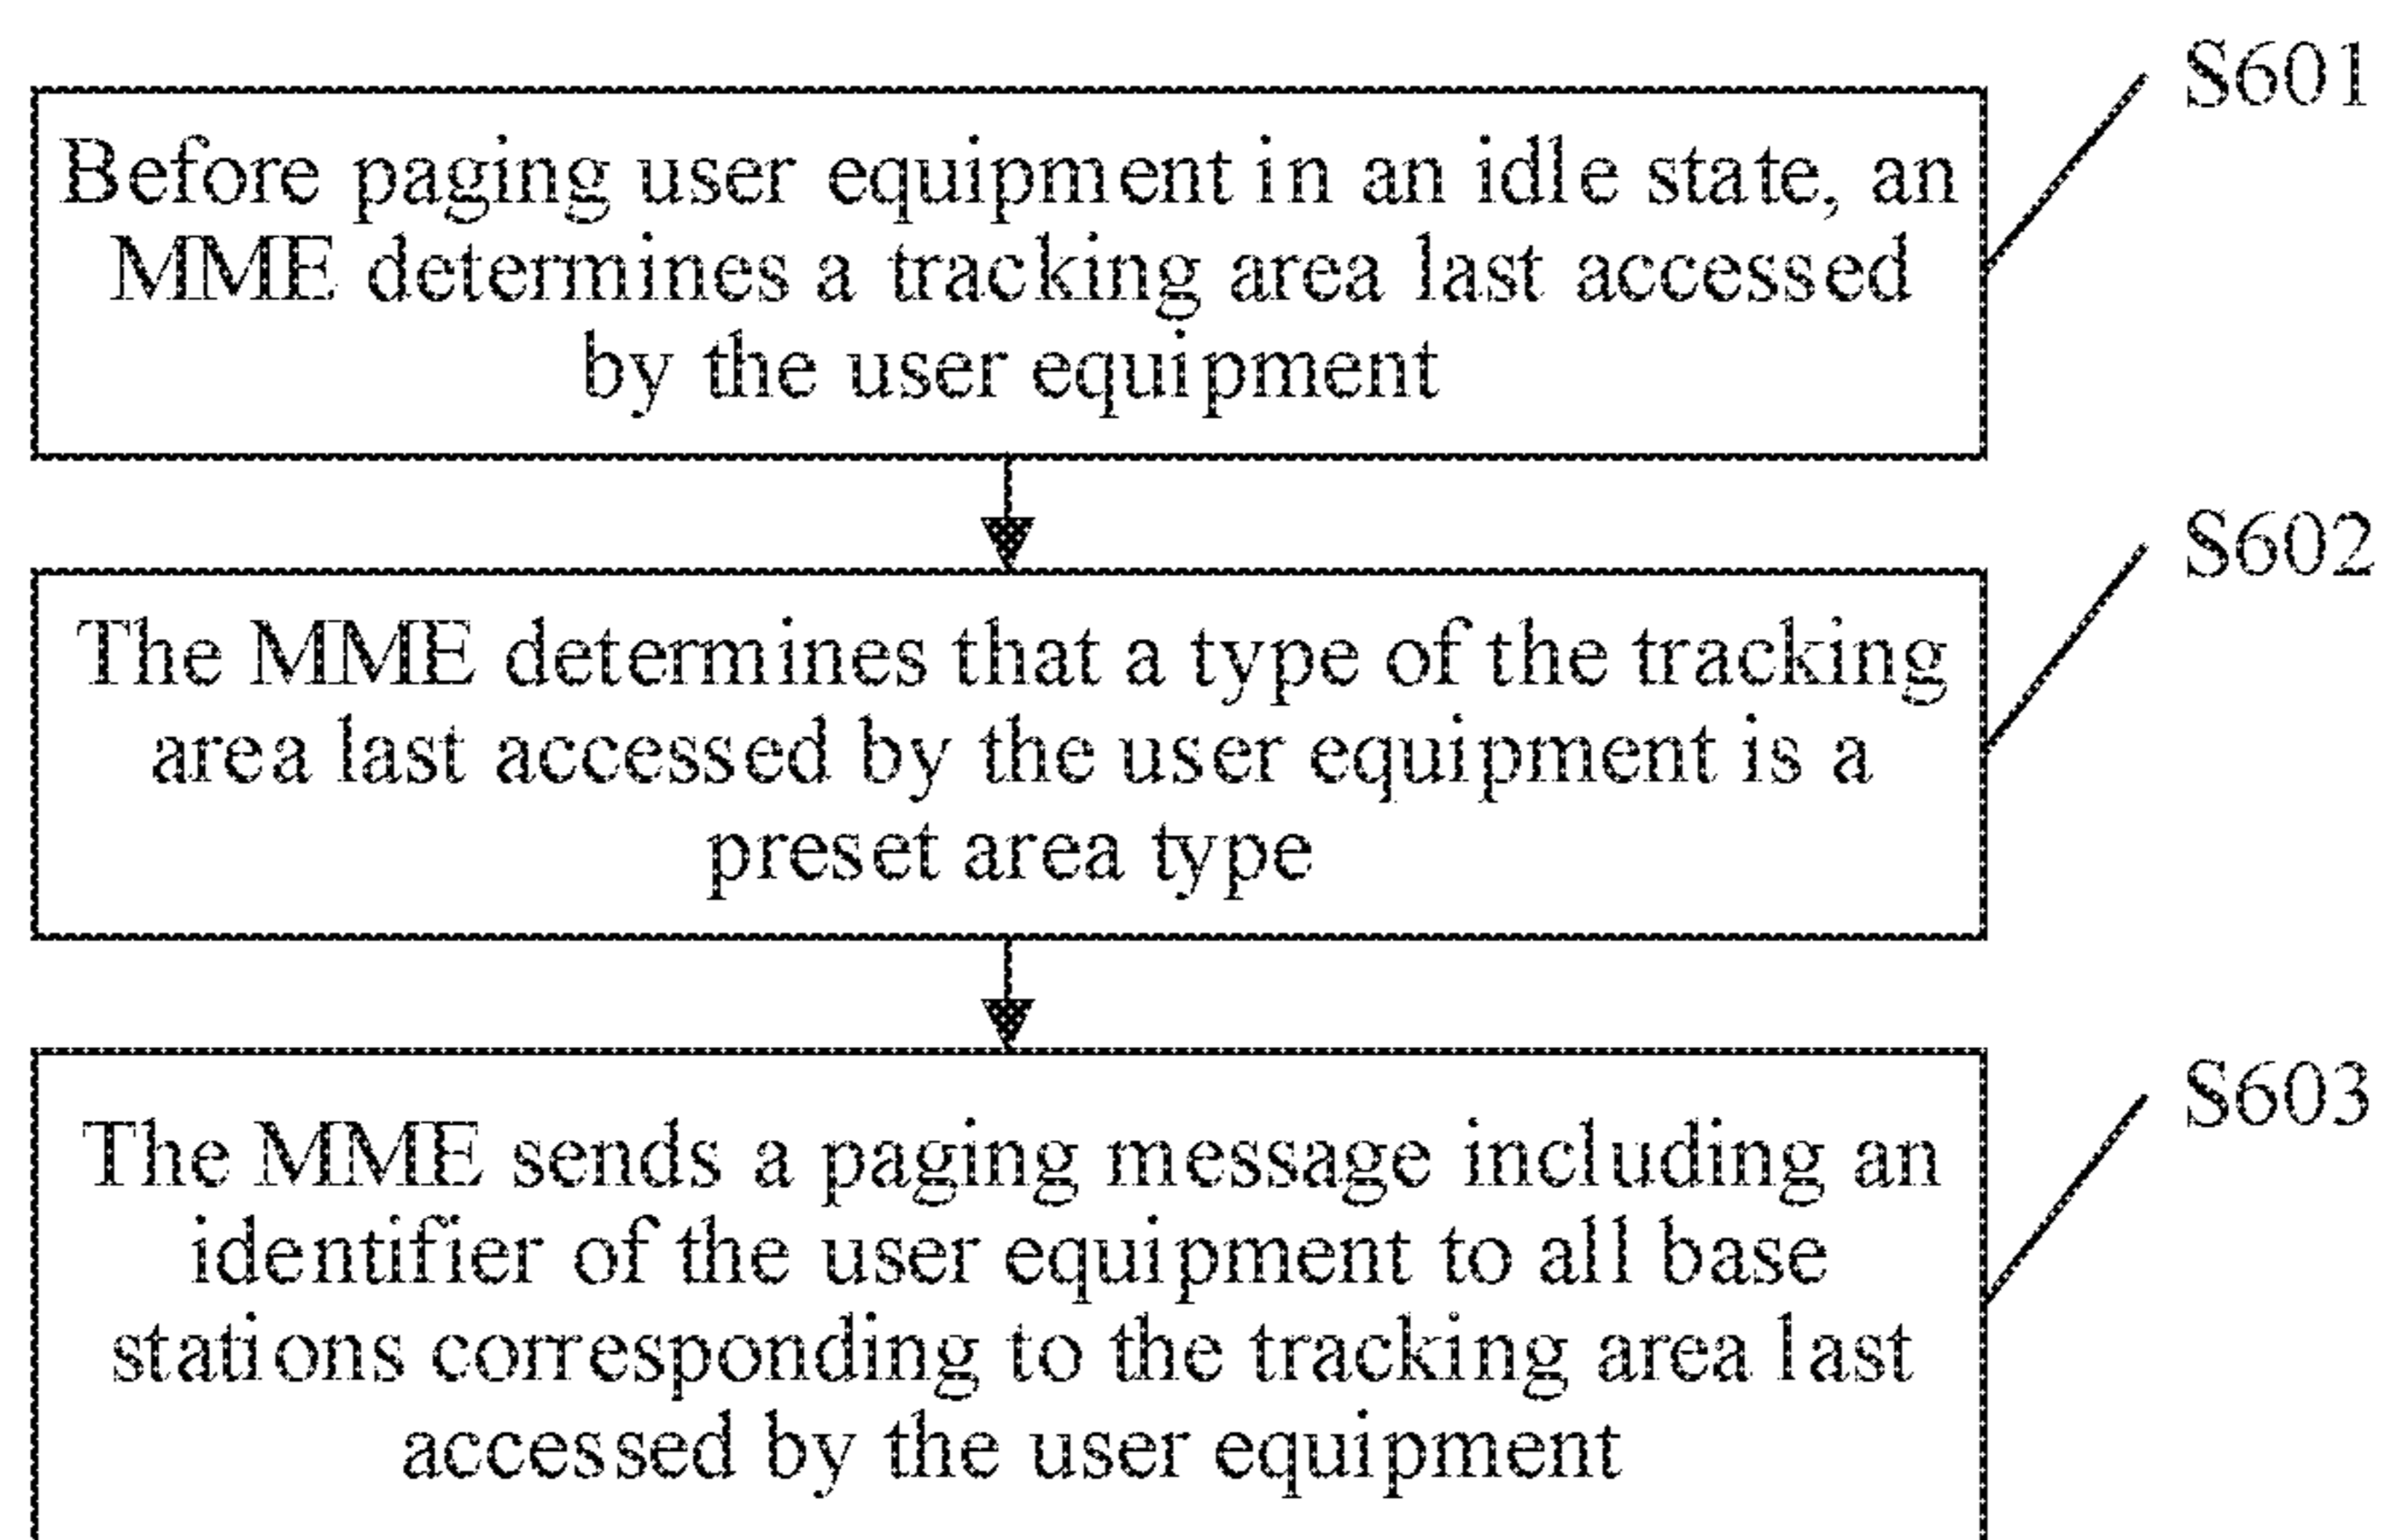 S601
Before paging user equipment in an idle state, an
MME determines a tracking area last accessed
by the user equipment
S602
The MME determines that a type of the tracking
area last accessed by the user equipment is a
preset area type
S603
The MME sends a paging message including an
identifier of the user equipment to all base
stations corresponding to the tracking area last
accessed by the user equipment